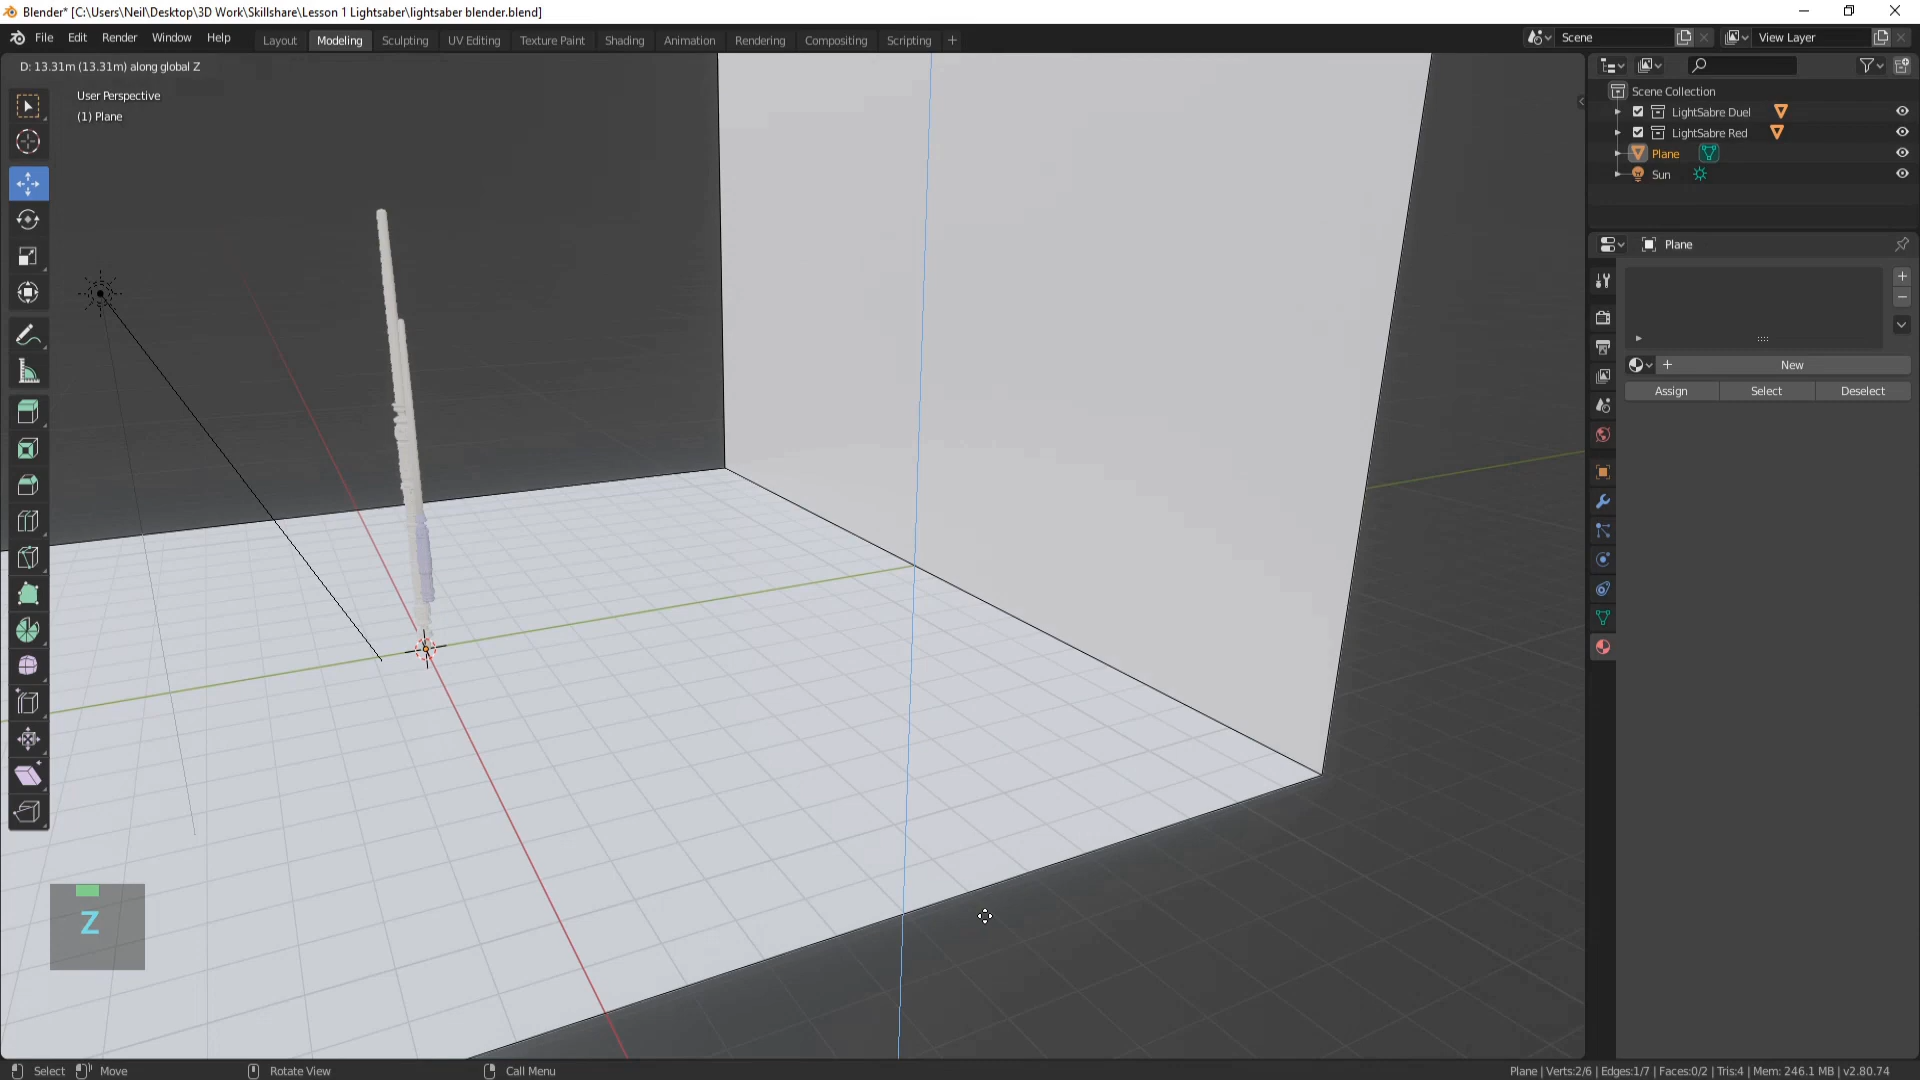 Blender* [C:\Users\Neil\Desktop\3D Work\Skillshare\Lesson 1 Lightsaber\lightsaber blender.blend]
File Edit Render Window Help Layout Modeling Sculpting UV Editing Texture Paint Shading Animation Rendering Compositing Scripting + Scene View Layer
D: 13.31m (13.31m) along global Z
User Perspective
(1) Plane
Scene Collection
LightSabre Duel
LightSabre Red
Plane
Sun
Plane
New
Assign Select Deselect
Z
Select Move Rotate View Call Menu Plane | Verts:2/6 | Edges:1/7 | Faces:0/2 | Tris:4 | Mem: 246.1 MB | v2.80.74